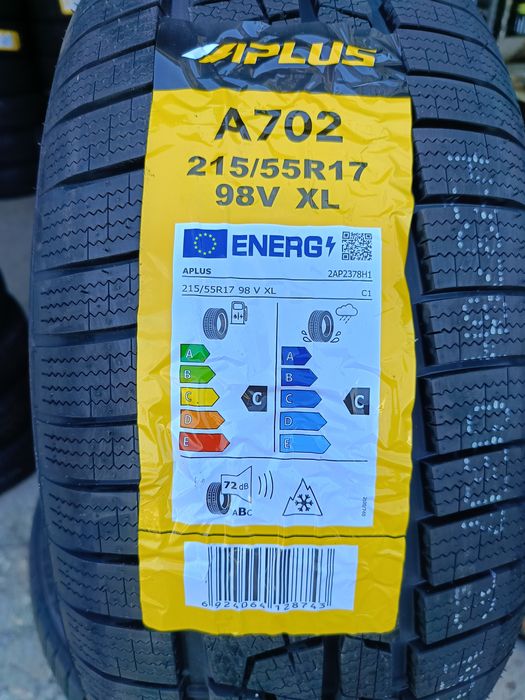 APLUS
A702
215/55R17
98V XL
ENERG
APLUS 2AP2378H1
215/55R17 98 V XL C1
A A
B B
C C C C
D D
E E
72 dB
ABC
6 924064 128743